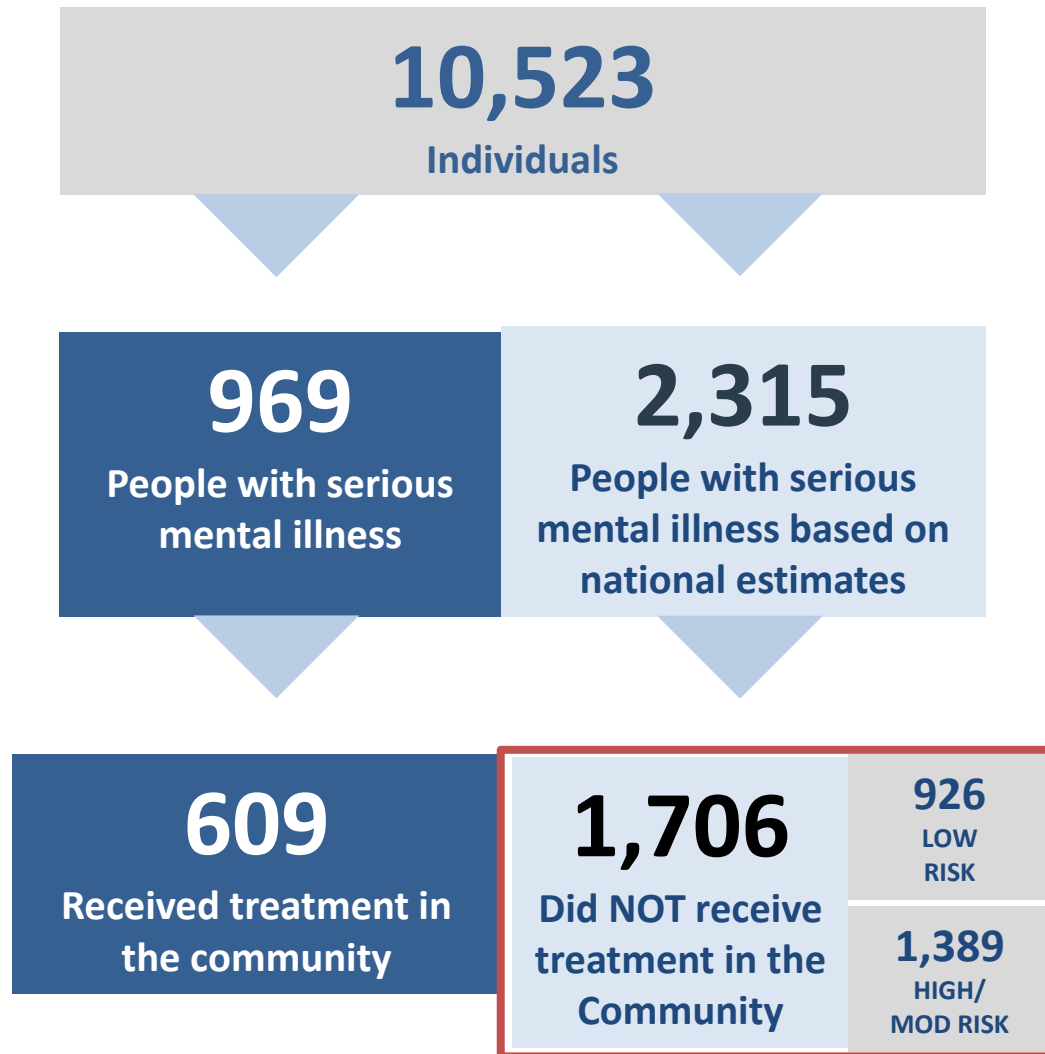 10,523
Individuals
969
People with serious
mental illness
2,315
People with serious
mental illness based on
national estimates
609
Received treatment in
the community
1,706
Did NOT receive
treatment in the
Community
926
LOW
RISK
1,389
HIGH/
MOD RISK